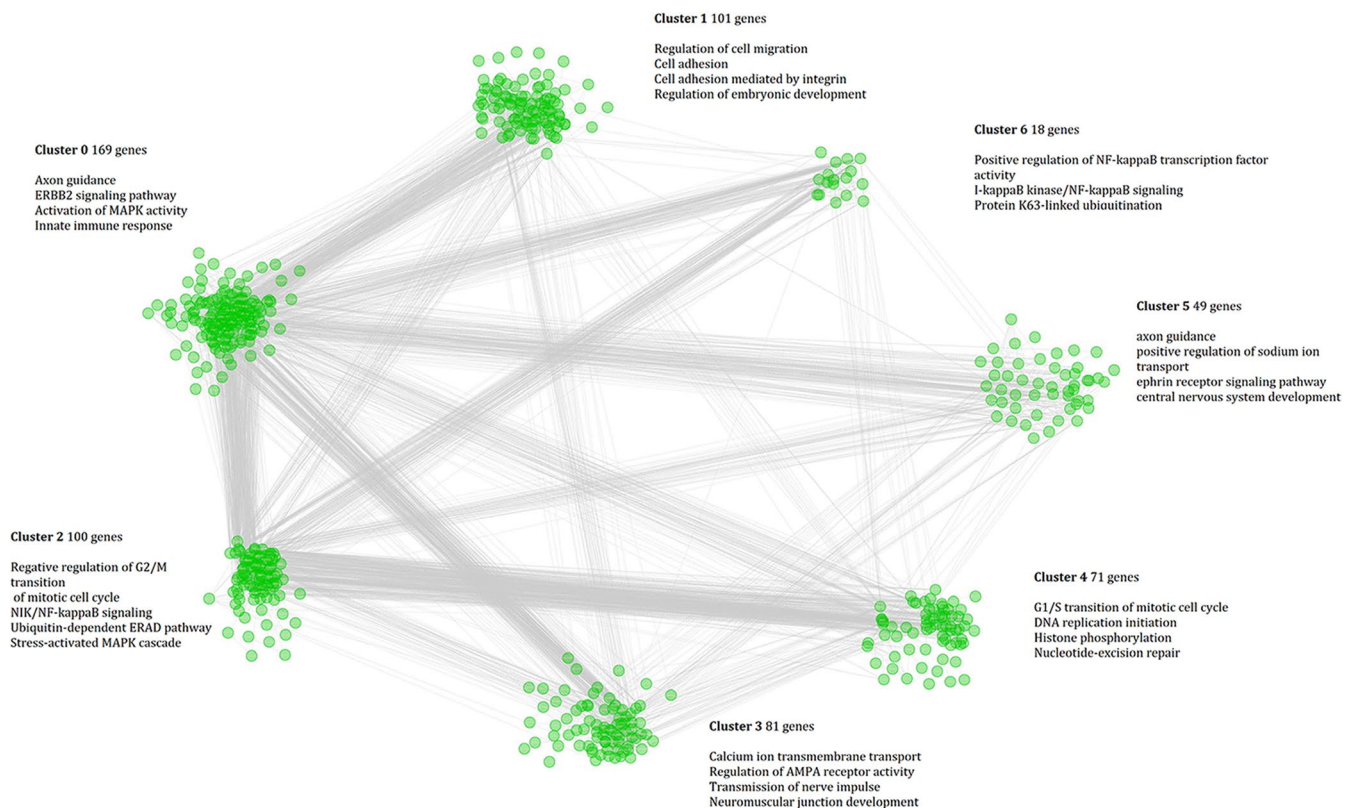 Cluster 1 101 genes
Regulation of cell migration
Cell adhesion
Cell adhesion mediated by integrin
Regulation of embryonic development
Cluster 0 169 genes
Axon guidance
ERBB2 signaling pathway
Activation of MAPK activity
Innate immune response
Cluster 6 18 genes
Positive regulation of NF-kappaB transcription factor
activity
I-kappaB kinase/NF-kappaB signaling
Protein K63-linked ubiouitination
Cluster 5 49 genes
axon guidance
positive regulation of sodium ion
transport
ephrin receptor signaling pathway
central nervous system development
Cluster 2 100 genes
Regative regulation of G2/M
transition
of mitotic cell cycle
NIK/NF-kappaB signaling
Ubiquitin-dependent ERAD pathway
Stress-activated MAPK cascade
Cluster 4 71 genes
G1/S transition of mitotic cell cycle
DNA replication initiation
Histone phosphorylation
Nucleotide-excision repair
Cluster 3 81 genes
Calcium ion transmembrane transport
Regulation of AMPA receptor activity
Transmission of nerve impulse
Neuromuscular junction development